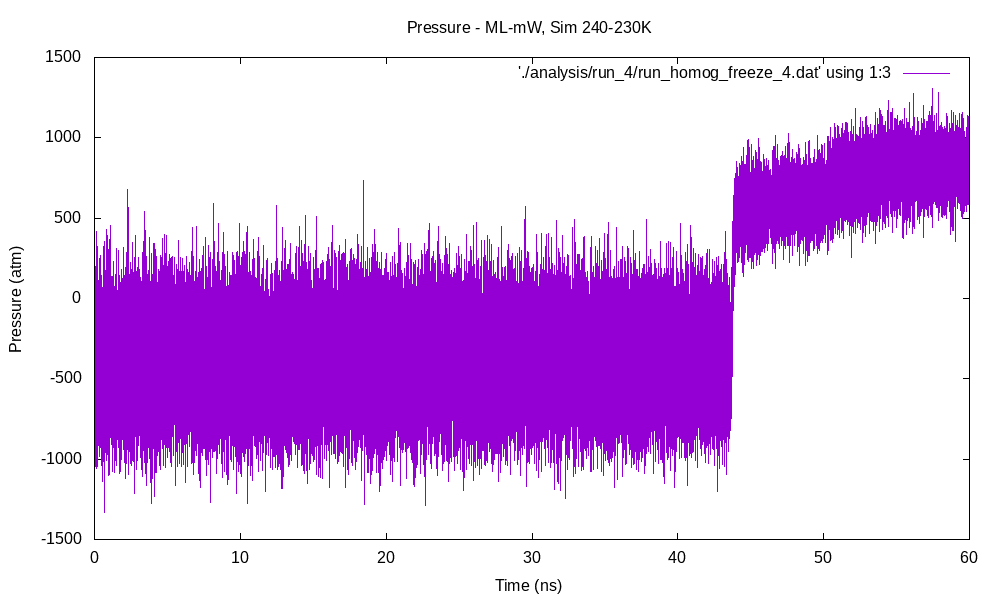 Pressure - ML-mW, Sim 240-230K
'./analysis/run_4/run_homog_freeze_4.dat' using 1:3
1500
1000
500
0
-500
-1000
-1500
Pressure (atm)
0 10 20 30 40 50 60
Time (ns)